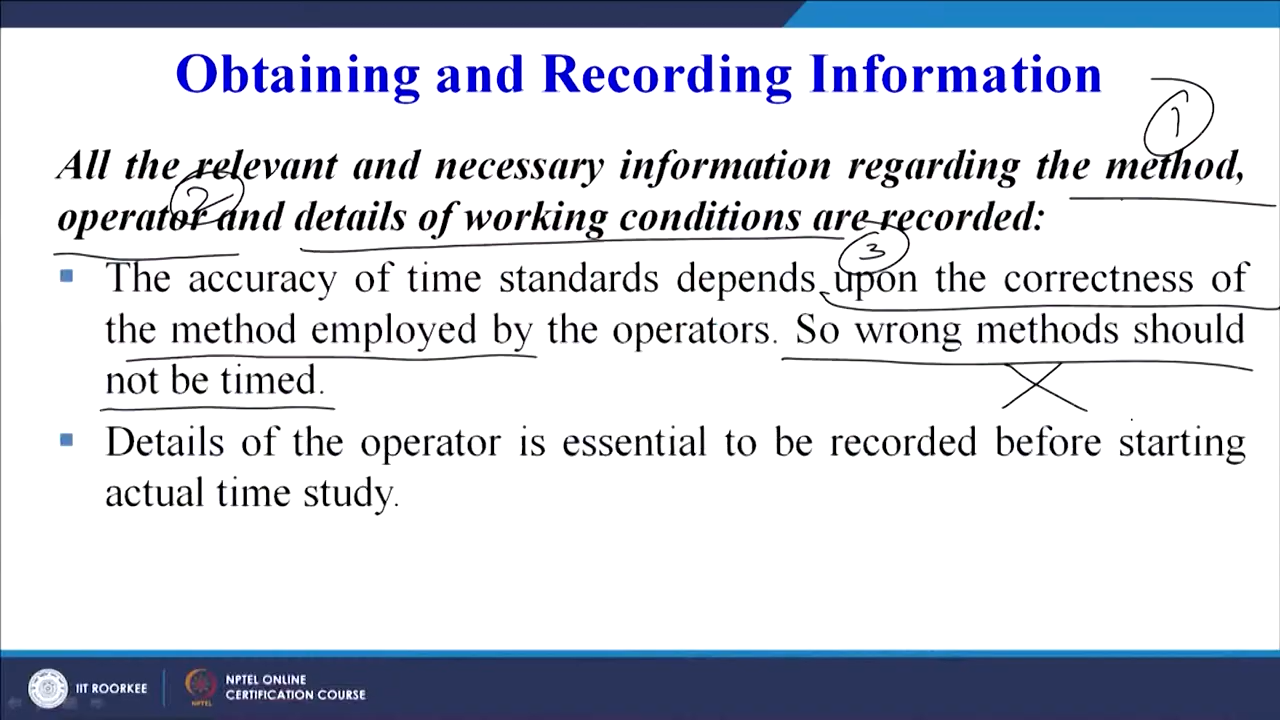 Obtaining and Recording Information
1
All the relevant and necessary information regarding the method,
2
operator and details of working conditions are recorded:
3
The accuracy of time standards depends upon the correctness of
the method employed by the operators. So wrong methods should
not be timed.
Details of the operator is essential to be recorded before starting
actual time study.
IIT ROORKEE
NPTEL
NPTEL ONLINE
CERTIFICATION COURSE